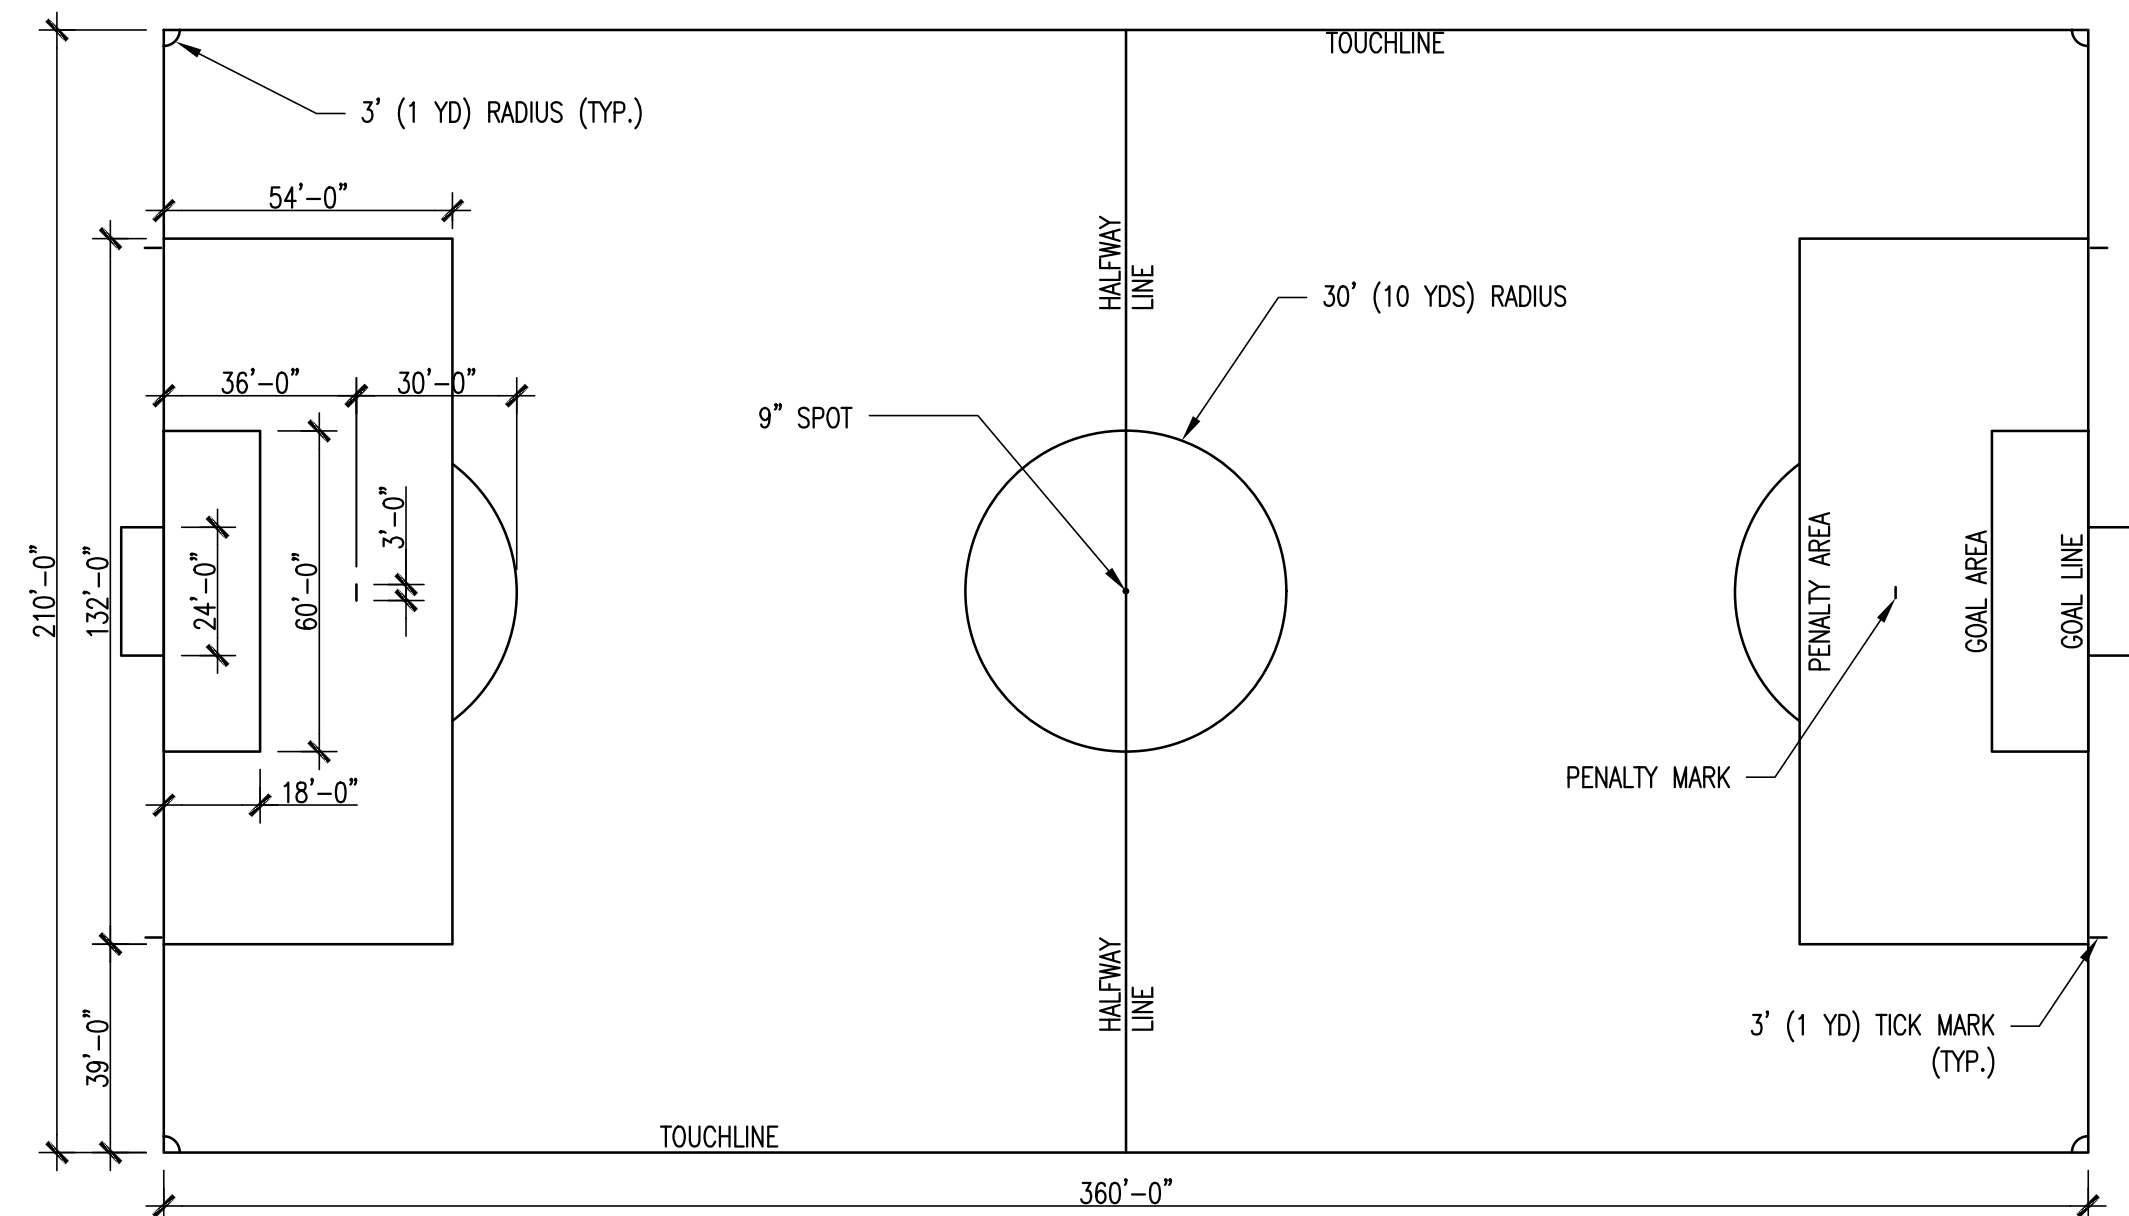 TOUCHLINE
3' (1 YD) RADIUS (TYP.)
54'-0"
HALFWAY
LINE
30' (10 YDS) RADIUS
36'-0"
30'-0"
9" SPOT
3'-0"
210'-0"
132'-0"
24'-0"
60'-0"
PENALTY AREA
GOAL AREA
GOAL LINE
18'-0"
PENALTY MARK
39'-0"
HALFWAY
LINE
3' (1 YD) TICK MARK
(TYP.)
TOUCHLINE
360'-0"